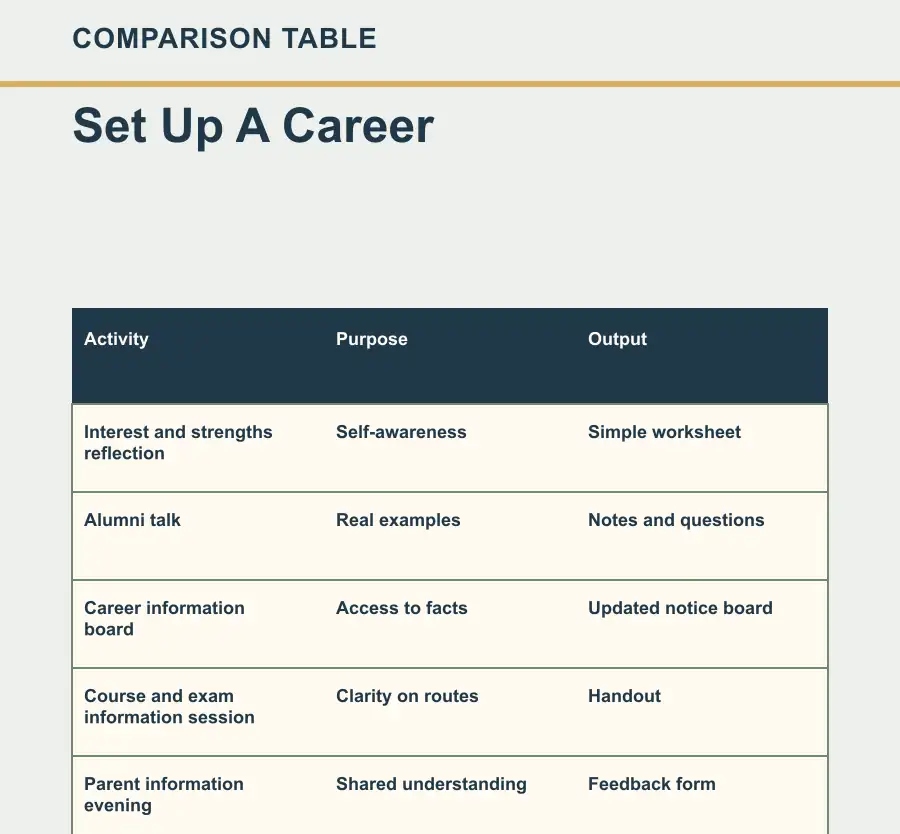 COMPARISON TABLE
Set Up A Career
Activity Purpose Output
Interest and strengths Self-awareness Simple worksheet
reflection
Alumni talk Real examples Notes and questions
Career information Access to facts Updated notice board
board
Course and exam Clarity on routes Handout
information session
Parent information Shared understanding Feedback form
evening